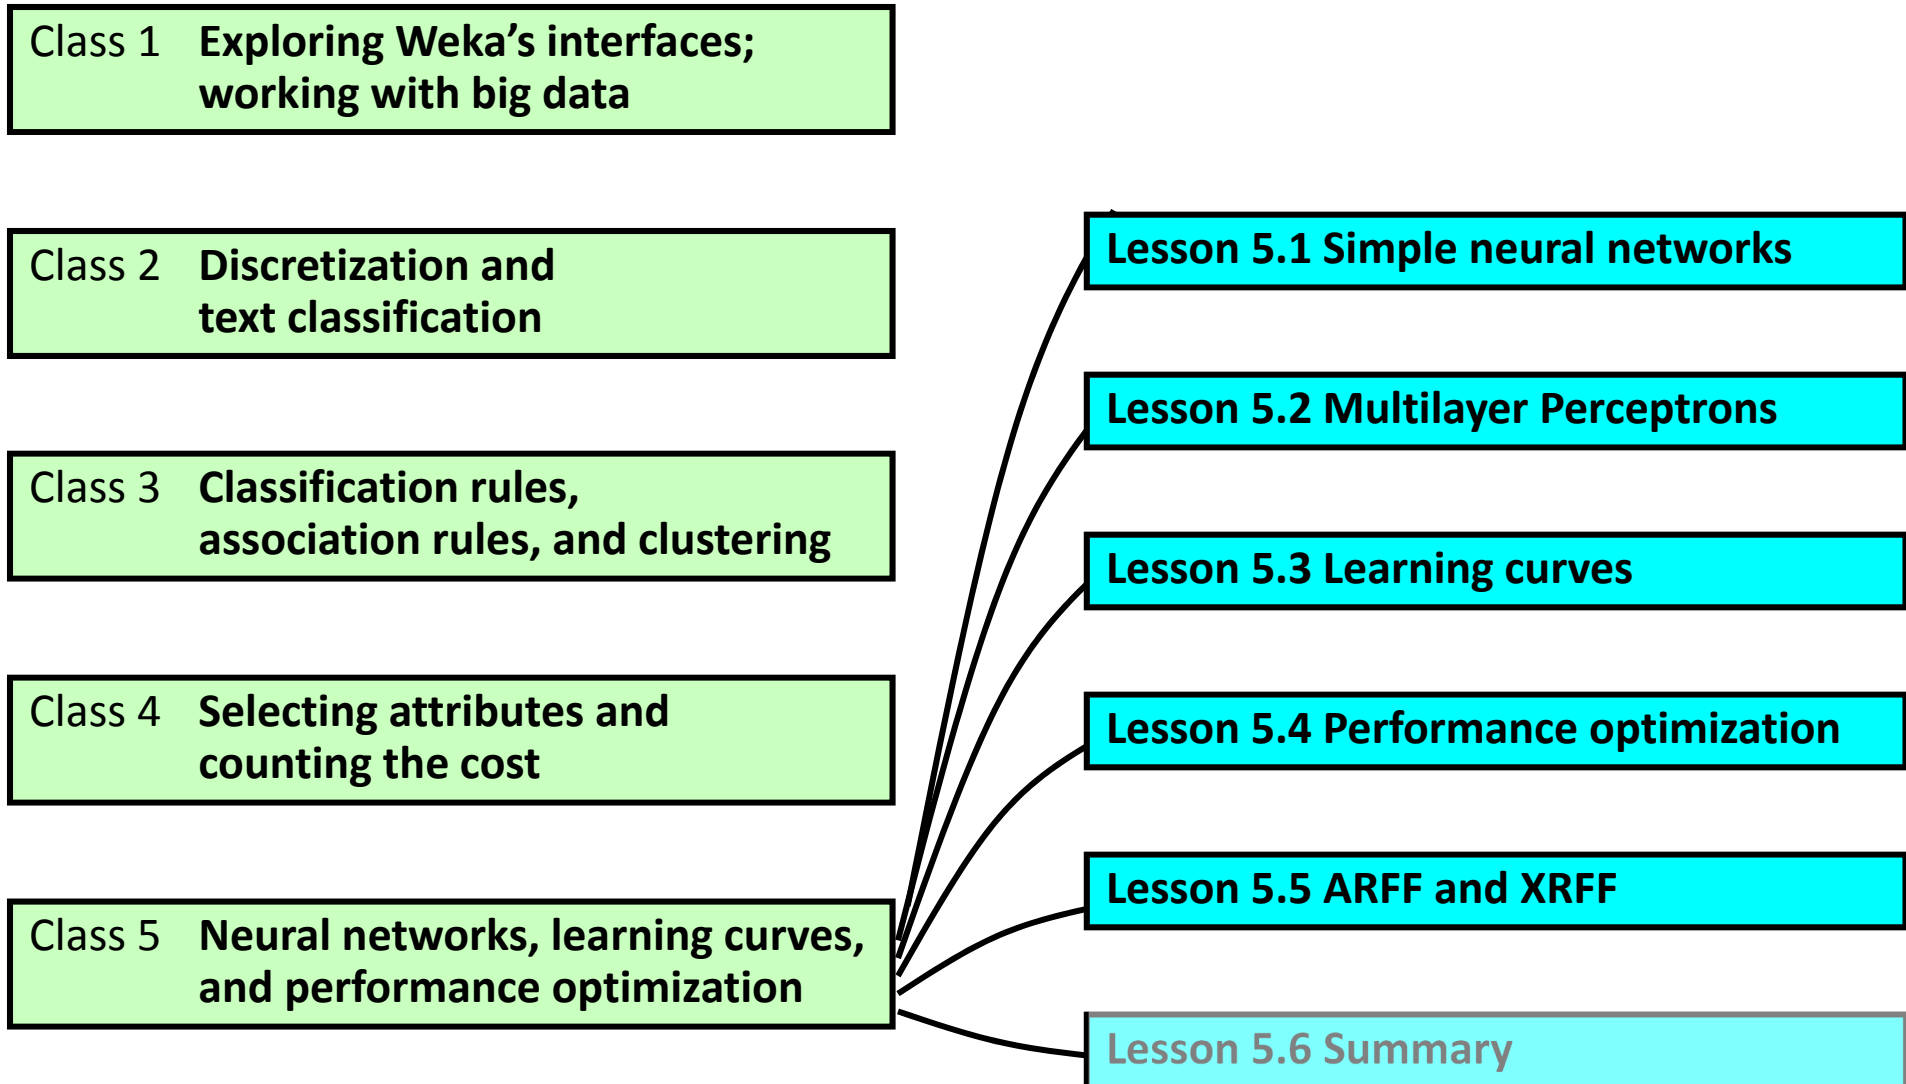 Class 1 Exploring Weka’s interfaces;
working with big data
Class 2 Discretization and
text classification
Class 3 Classification rules,
association rules, and clustering
Class 4 Selecting attributes and
counting the cost
Class 5 Neural networks, learning curves,
and performance optimization
Lesson 5.1 Simple neural networks
Lesson 5.2 Multilayer Perceptrons
Lesson 5.3 Learning curves
Lesson 5.4 Performance optimization
Lesson 5.5 ARFF and XRFF
Lesson 5.6 Summary